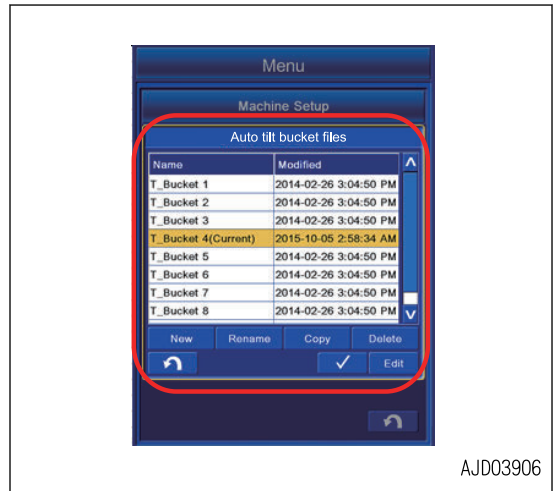 Menu
Machine Setup
Auto tilt bucket files
Name Modified
T_Bucket 1 2014-02-26 3:04:50 PM
T_Bucket 2 2014-02-26 3:04:50 PM
T_Bucket 3 2014-02-26 3:04:50 PM
T_Bucket 4(Current) 2015-10-05 2:58:34 AM
T_Bucket 5 2014-02-26 3:04:50 PM
T_Bucket 6 2014-02-26 3:04:50 PM
T_Bucket 7 2014-02-26 3:04:50 PM
T_Bucket 8 2014-02-26 3:04:50 PM
New Rename Copy Delete
Edit
AJD03906